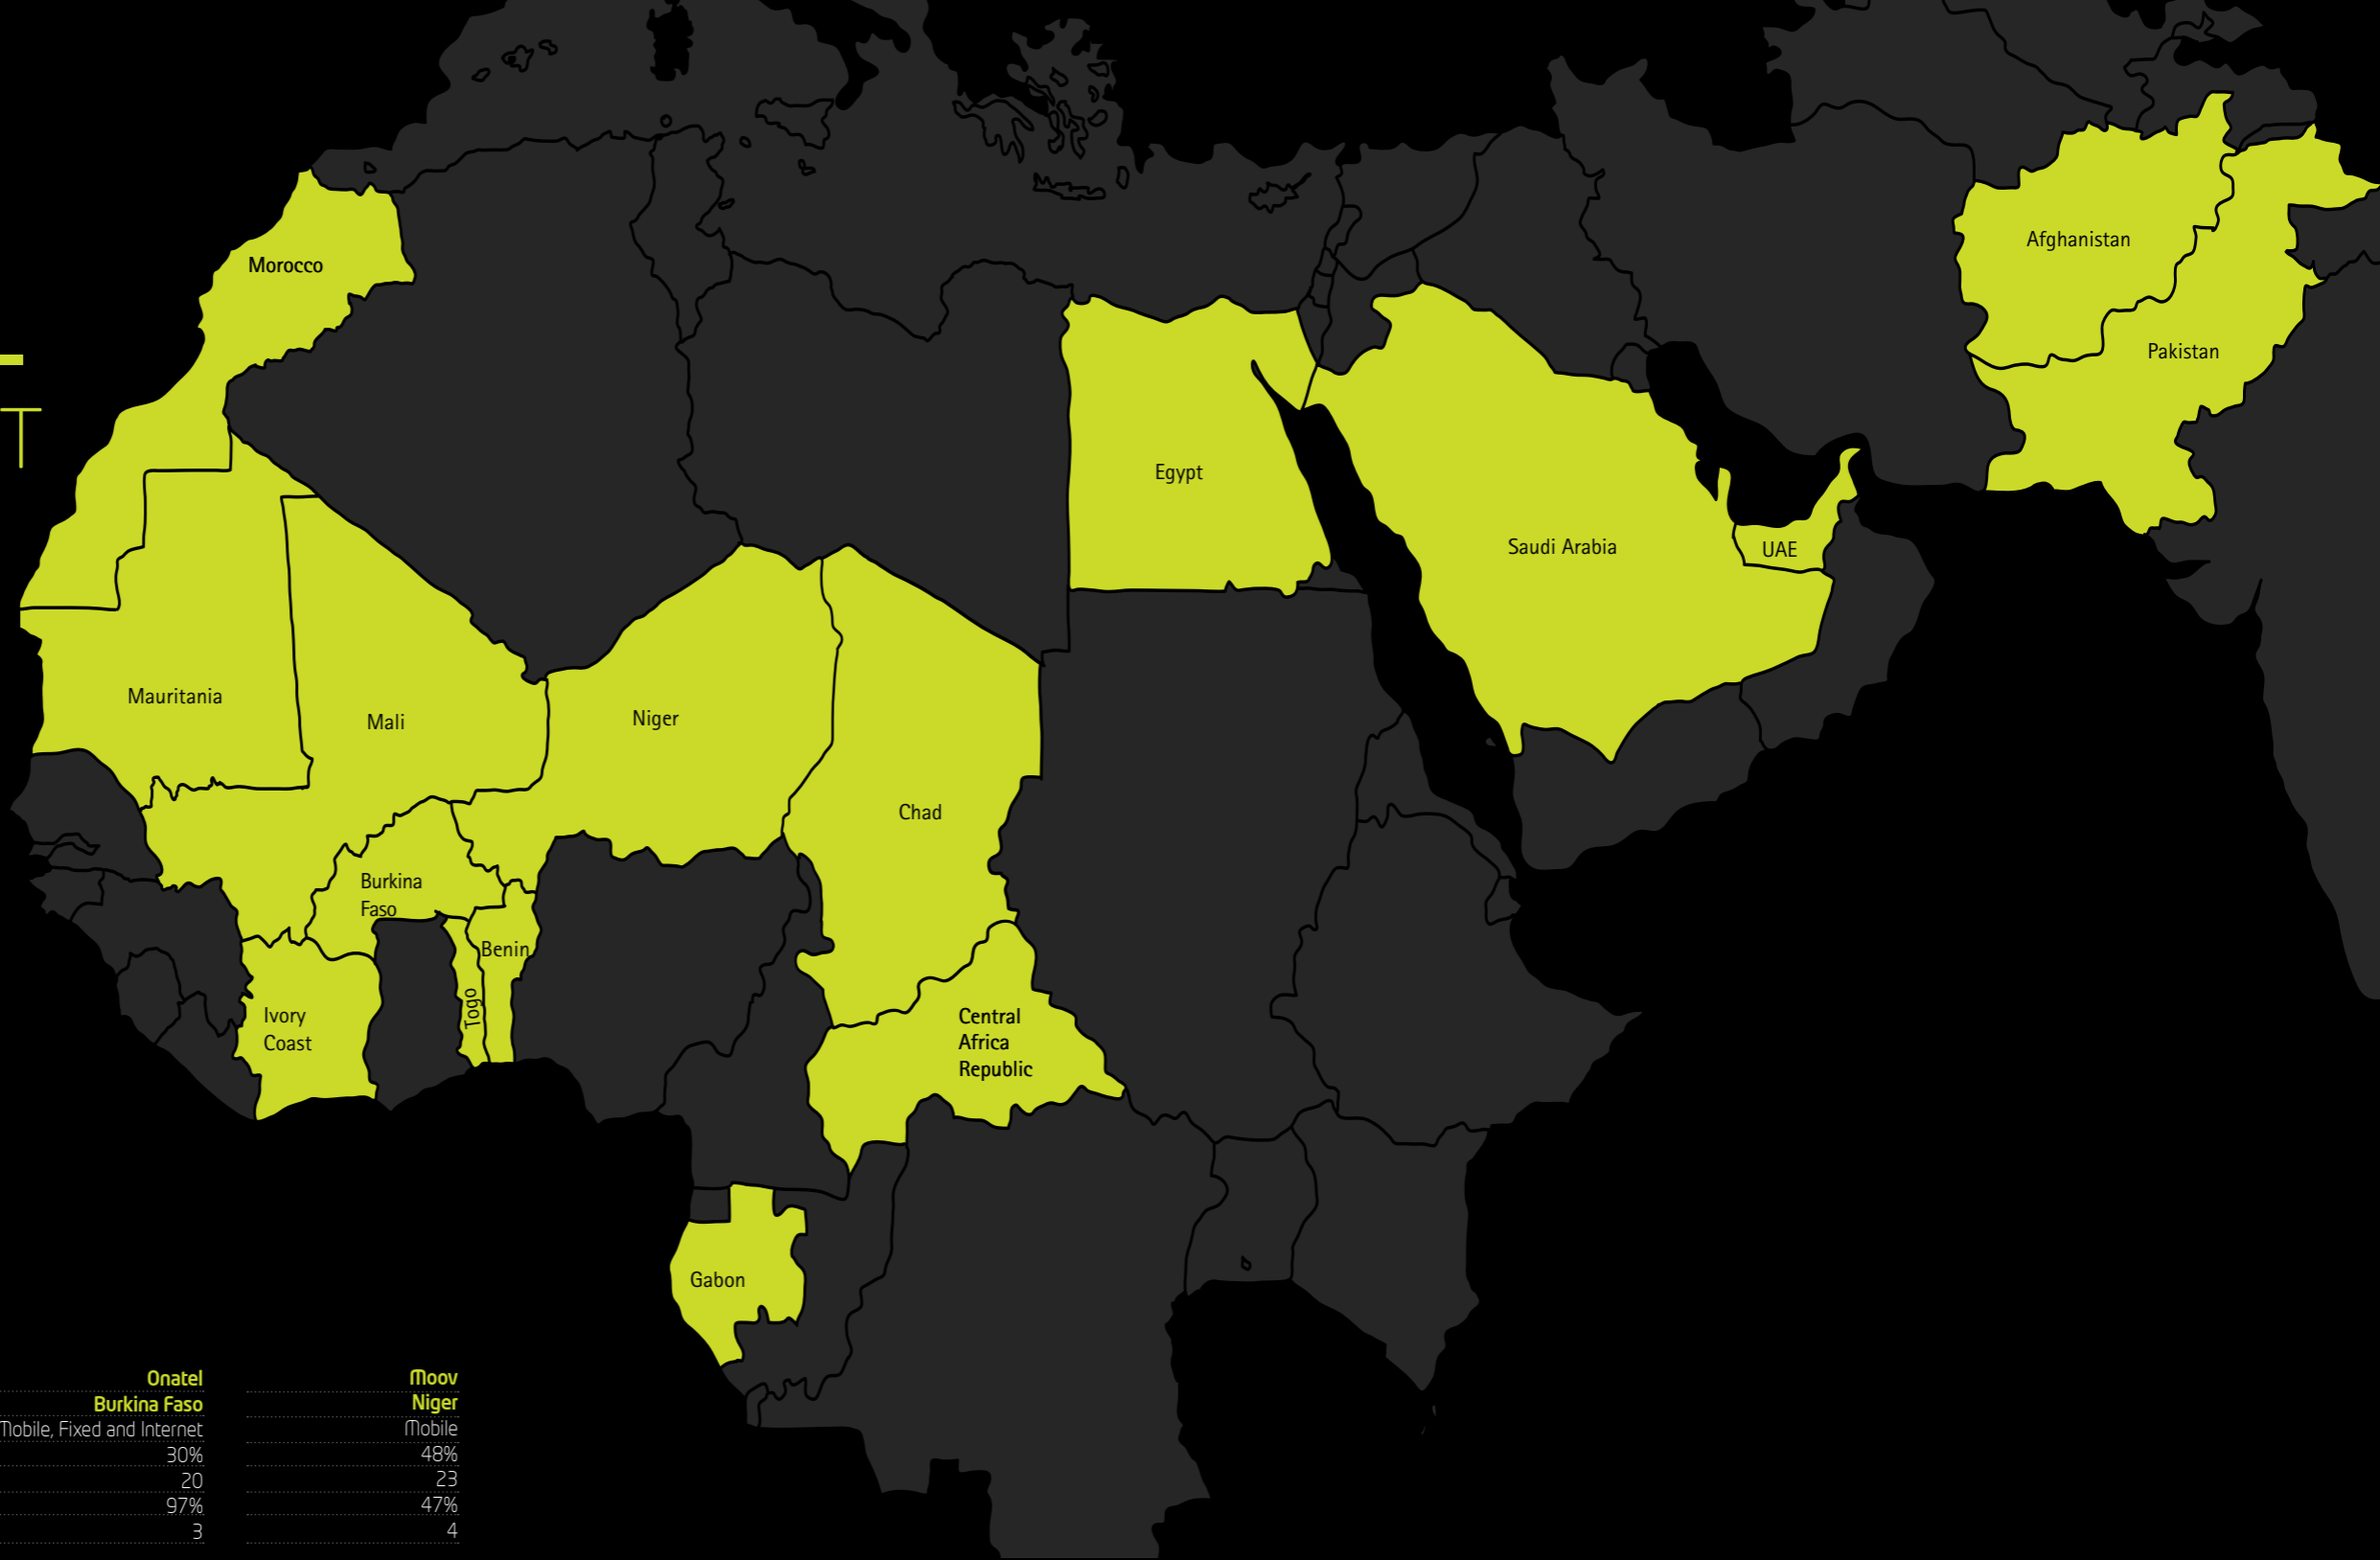 T
Morocco
Afghanistan
Pakistan
Egypt
Saudi Arabia
UAE
Mauritania
Mali
Niger
Chad
Burkina
Faso
Benin
Togo
Ivory
Coast
Central
Africa
Republic
Gabon
Onatel
Burkina Faso
Mobile, Fixed and Internet
30%
20
97%
3
Moov
Niger
Mobile
48%
23
47%
4